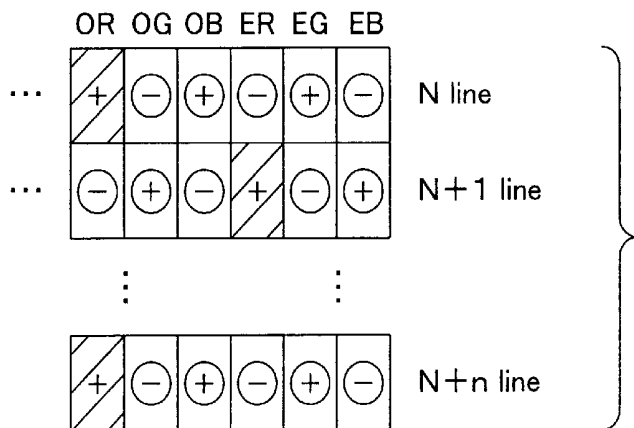 OR OG OB ER EG EB
··· + − + − + − N line
··· − + − + − + N+1 line
⋮ ⋮
+ − + − + − N+n line